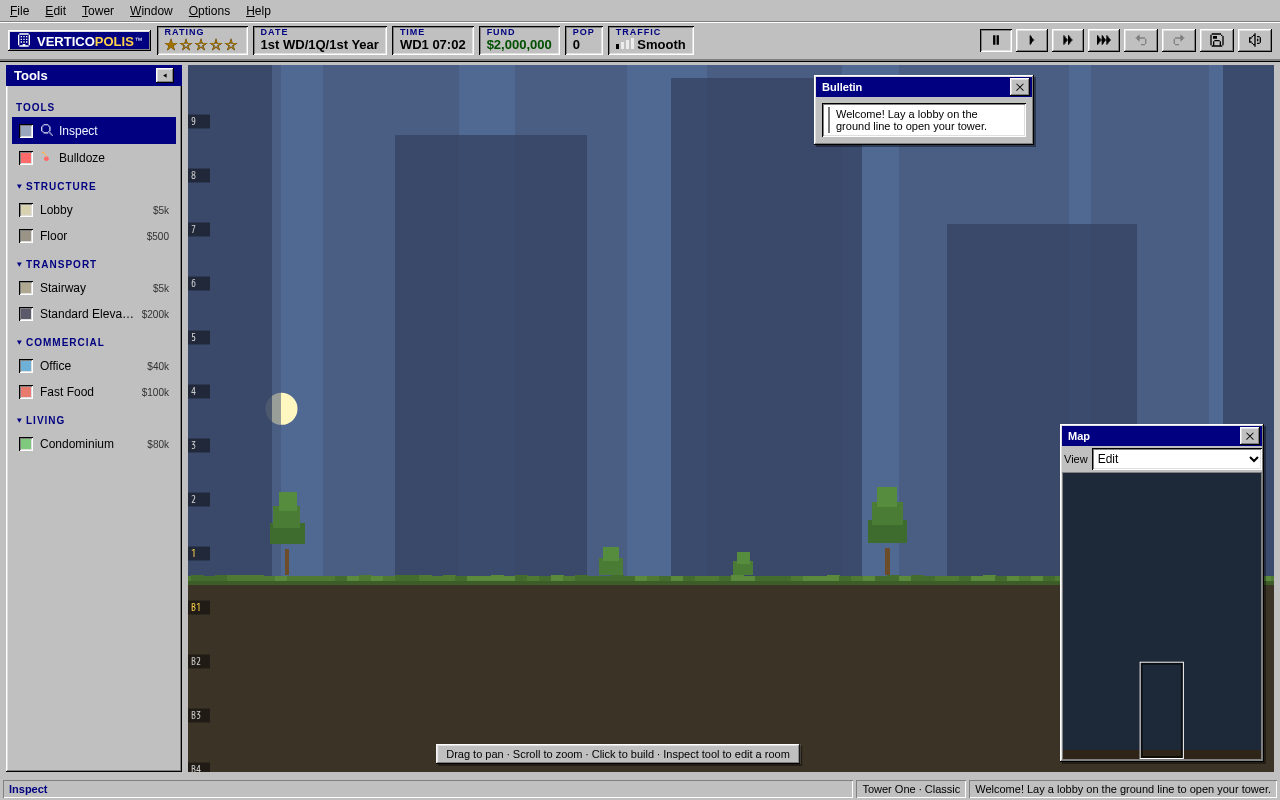 File Edit Tower Window Options Help
VERTICOPOLIS™
RATING
DATE
1st WD/1Q/1st Year
TIME
WD1 07:02
FUND
$2,000,000
POP
0
TRAFFIC
Smooth
Tools
TOOLS
Inspect
Bulldoze
STRUCTURE
Lobby $5k
Floor $500
TRANSPORT
Stairway $5k
Standard Eleva… $200k
COMMERCIAL
Office $40k
Fast Food $100k
LIVING
Condominium $80k
9
8
7
6
5
4
3
2
1
B1
B2
B3
B4
Bulletin
Welcome! Lay a lobby on the
ground line to open your tower.
Map
View Edit
Drag to pan · Scroll to zoom · Click to build · Inspect tool to edit a room
Inspect
Tower One · Classic
Welcome! Lay a lobby on the ground line to open your tower.